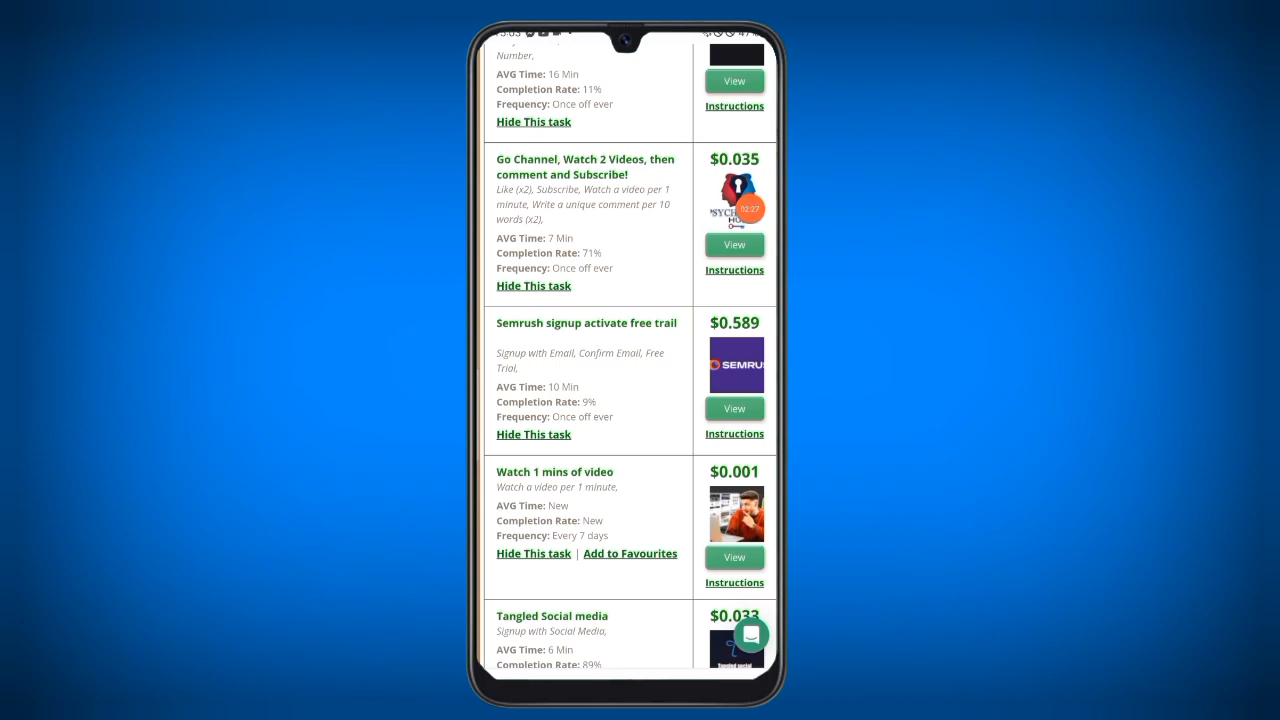 Number,
AVG Time: 16 Min
Completion Rate: 11%
Frequency: Once off ever
Hide This task
View
Instructions
Go Channel, Watch 2 Videos, then
comment and Subscribe!
Like (x2), Subscribe, Watch a video per 1
minute, Write a unique comment per 10
words (x2),
AVG Time: 7 Min
Completion Rate: 71%
Frequency: Once off ever
Hide This task
$0.035
02:27
View
Instructions
Semrush signup activate free trail
Signup with Email, Confirm Email, Free
Trial,
AVG Time: 10 Min
Completion Rate: 9%
Frequency: Once off ever
Hide This task
$0.589
SEMRU
View
Instructions
Watch 1 mins of video
Watch a video per 1 minute,
AVG Time: New
Completion Rate: New
Frequency: Every 7 days
Hide This task | Add to Favourites
$0.001
View
Instructions
Tangled Social media
Signup with Social Media,
AVG Time: 6 Min
Completion Rate: 89%
$0.033
Tangled social